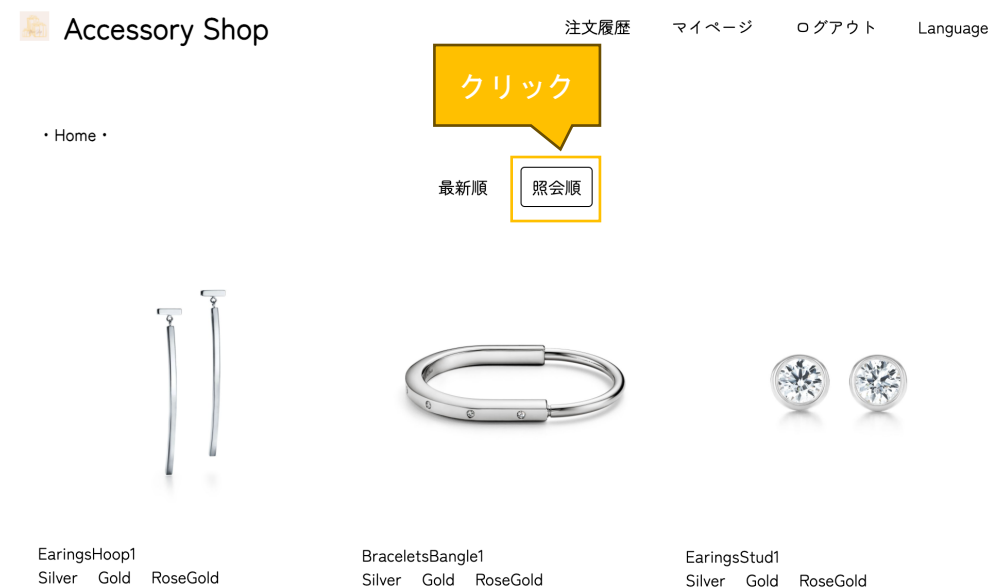 Accessory Shop
注文履歴 マイページ ログアウト Language
クリック
・Home・
最新順 照会順
EaringsHoop1
Silver Gold RoseGold
BraceletsBangle1
Silver Gold RoseGold
EaringsStud1
Silver Gold RoseGold